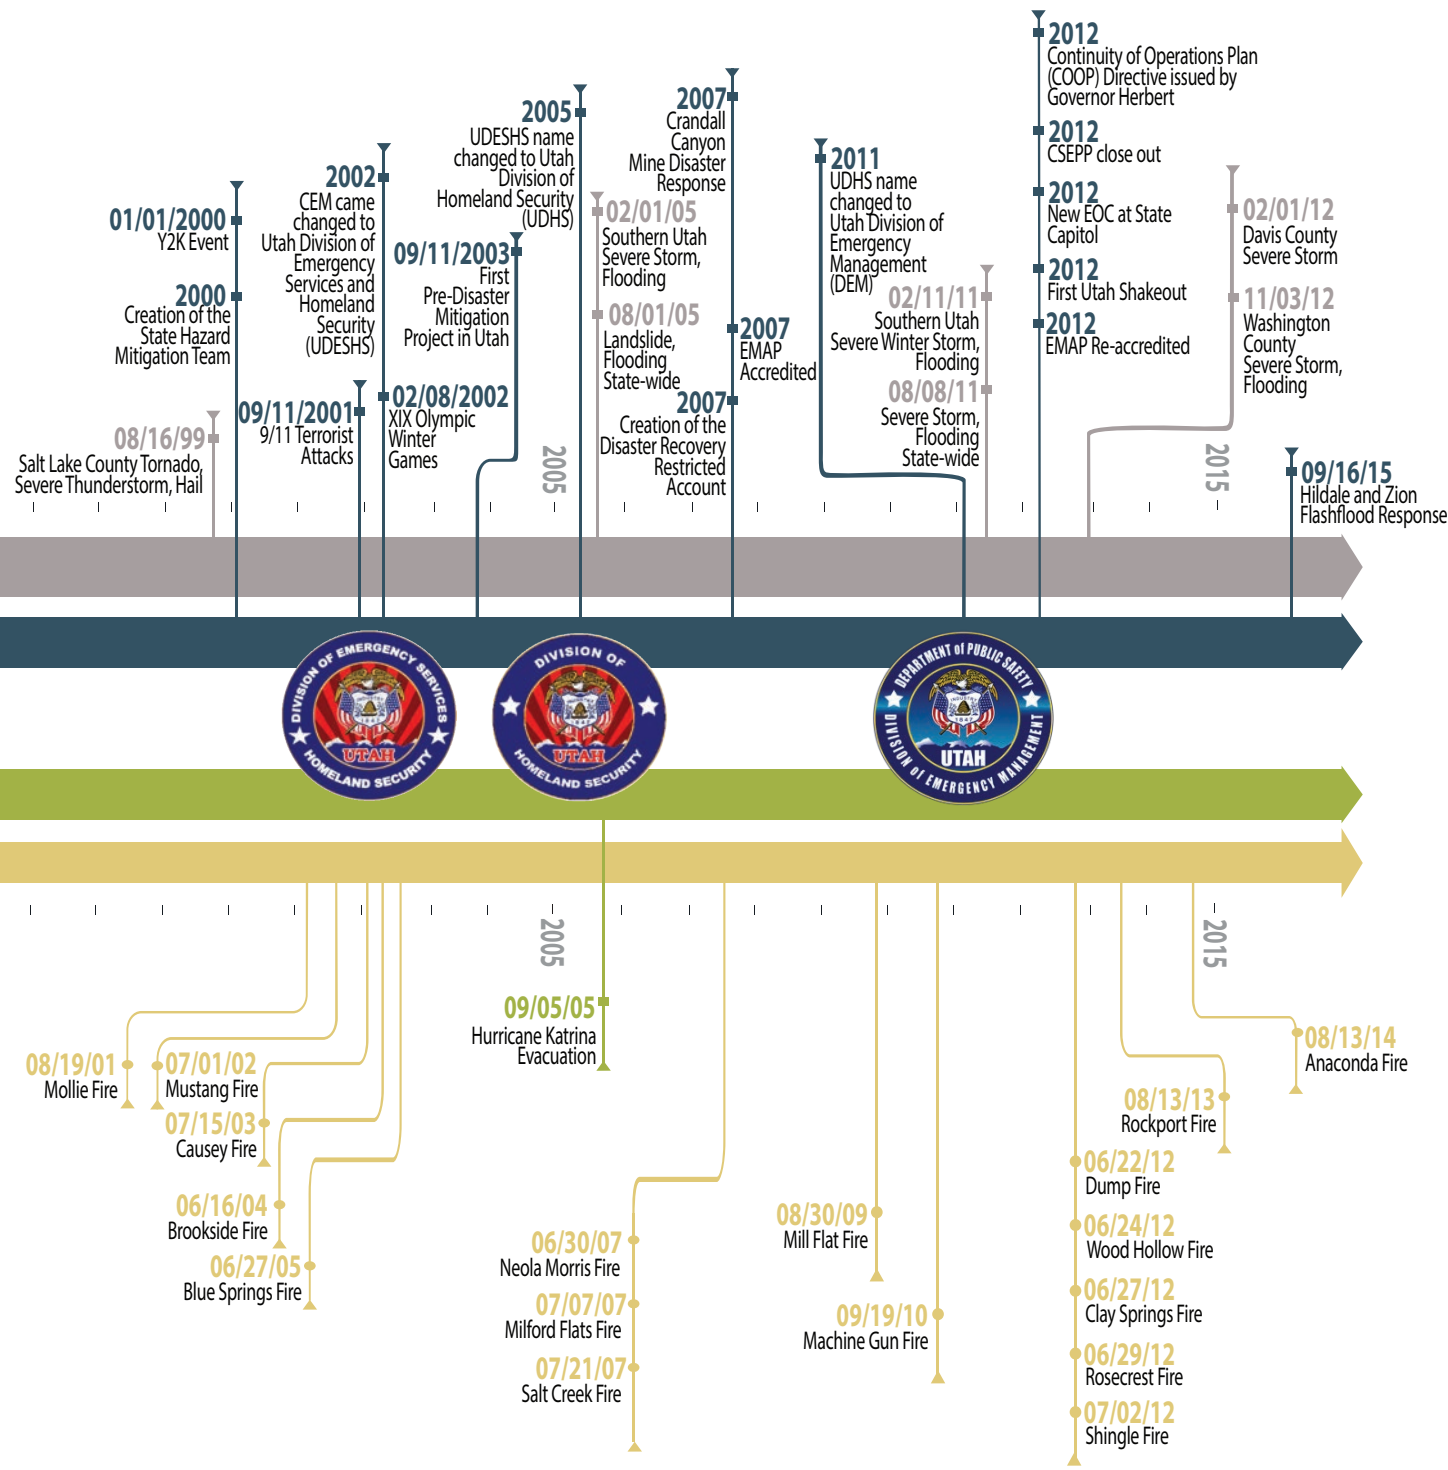 01/01/2000
Y2K Event
2000
Creation of the
State Hazard
Mitigation Team
08/16/99
Salt Lake County Tornado,
Severe Thunderstorm, Hail
2002
CEM came
changed to
Utah Division of
Emergency
Services and
Homeland
Security
(UDESHS)
09/11/2001
9/11 Terrorist
Attacks
02/08/2002
XIX Olympic
Winter
Games
09/11/2003
First
Pre-Disaster
Mitigation
Project in Utah
2005
UDESHS name
changed to Utah
Division of
Homeland Security
(UDHS)
02/01/05
Southern Utah
Severe Storm,
Flooding
08/01/05
Landslide,
Flooding
State-wide
2007
Crandall
Canyon
Mine Disaster
Response
2007
EMAP
Accredited
2007
Creation of the
Disaster Recovery
Restricted
Account
2011
UDHS name
changed to
Utah Division of
Emergency
Management
(DEM)
02/11/11
Southern Utah
Severe Winter Storm,
Flooding
08/08/11
Severe Storm,
Flooding
State-wide
2012
Continuity of Operations Plan
(COOP) Directive issued by
Governor Herbert
2012
CSEPP close out
2012
New EOC at State
Capitol
2012
First Utah Shakeout
2012
EMAP Re-accredited
02/01/12
Davis County
Severe Storm
11/03/12
Washington
County
Severe Storm,
Flooding
09/16/15
Hildale and Zion
Flashflood Response
2005
2015
DIVISION OF EMERGENCY SERVICES
INDUSTRY
1847
UTAH
HOMELAND SECURITY
DIVISION OF
INDUSTRY
1847
UTAH
HOMELAND SECURITY
DEPARTMENT of PUBLIC SAFETY
INDUSTRY
1847
UTAH
DIVISION of EMERGENCY MANAGEMENT
2005
2015
09/05/05
Hurricane Katrina
Evacuation
08/19/01
Mollie Fire
07/01/02
Mustang Fire
07/15/03
Causey Fire
06/16/04
Brookside Fire
06/27/05
Blue Springs Fire
06/30/07
Neola Morris Fire
07/07/07
Milford Flats Fire
07/21/07
Salt Creek Fire
08/30/09
Mill Flat Fire
09/19/10
Machine Gun Fire
06/22/12
Dump Fire
06/24/12
Wood Hollow Fire
06/27/12
Clay Springs Fire
06/29/12
Rosecrest Fire
07/02/12
Shingle Fire
08/13/13
Rockport Fire
08/13/14
Anaconda Fire